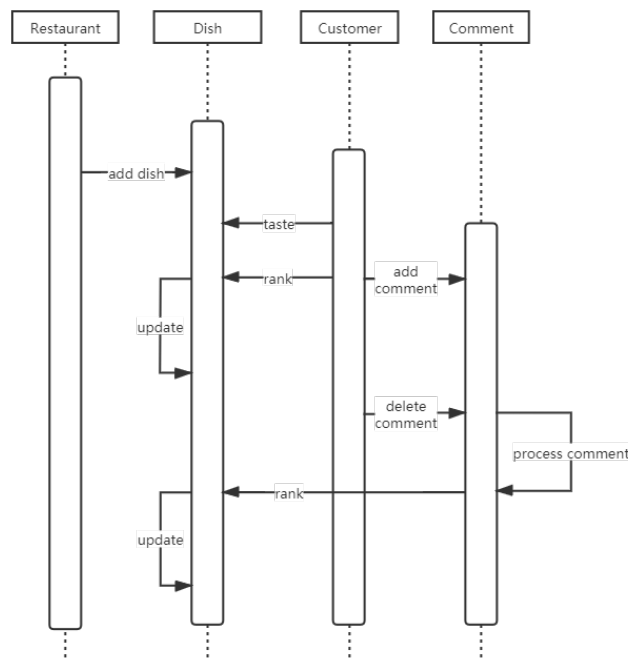 Restaurant
Dish
Customer
Comment
add dish
taste
rank
add
comment
update
delete
comment
process comment
rank
update